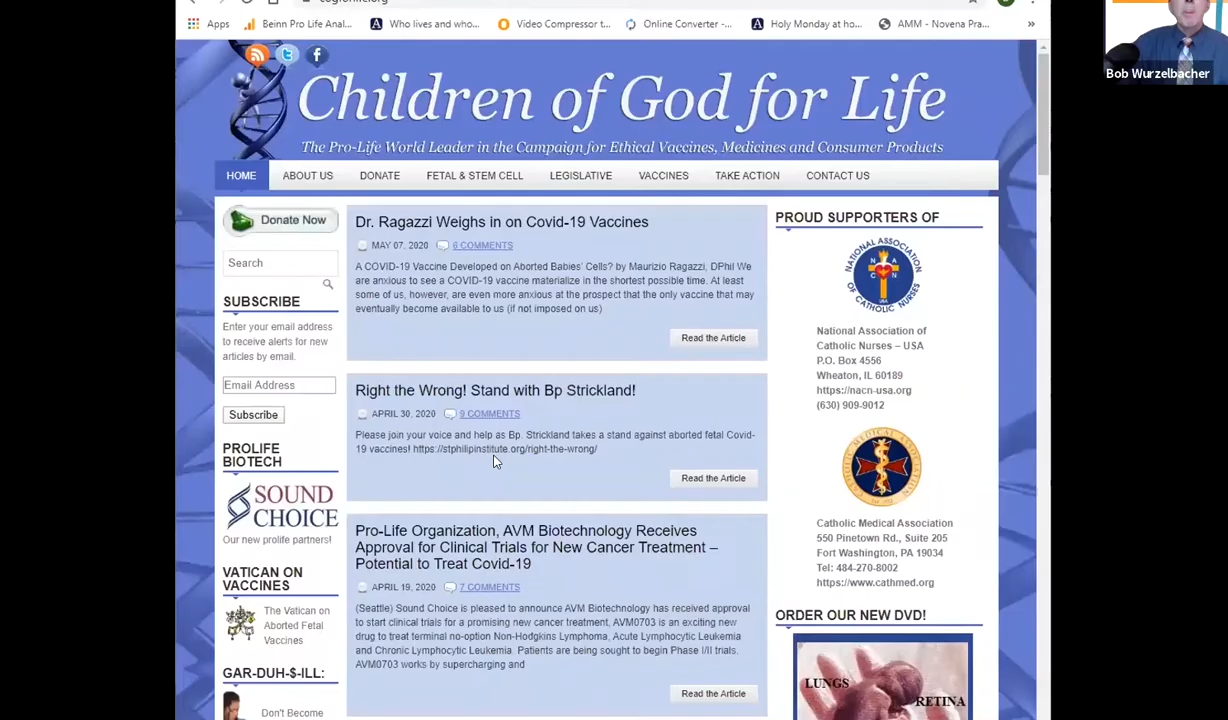 Apps
Beinn Pro Life Anal...
Who lives and who...
Video Compressor t...
Online Converter -...
Holy Monday at ho...
AMM - Novena Pra...
»
Bob Wurzelbacher
Children of God for Life
The Pro-Life World Leader in the Campaign for Ethical Vaccines, Medicines and Consumer Products
HOME
ABOUT US
DONATE
FETAL & STEM CELL
LEGISLATIVE
VACCINES
TAKE ACTION
CONTACT US
Donate Now
Search
SUBSCRIBE
Enter your email address
to receive alerts for new
articles by email.
Email Address
Subscribe
PROLIFE
BIOTECH
SOUND
CHOICE
Our new prolife partners!
VATICAN ON
VACCINES
The Vatican on
Aborted Fetal
Vaccines
GAR-DUH-$-ILL:
Don't Become
Dr. Ragazzi Weighs in on Covid-19 Vaccines
MAY 07, 2020
6 COMMENTS
A COVID-19 Vaccine Developed on Aborted Babies' Cells? by Maurizio Ragazzi, DPhil We
are anxious to see a COVID-19 vaccine materialize in the shortest possible time. At least
some of us, however, are even more anxious at the prospect that the only vaccine that may
eventually become available to us (if not imposed on us)
Read the Article
Right the Wrong! Stand with Bp Strickland!
APRIL 30, 2020
9 COMMENTS
Please join your voice and help as Bp. Strickland takes a stand against aborted fetal Covid-
19 vaccines! https://stphilipinstitute.org/right-the-wrong/
Read the Article
Pro-Life Organization, AVM Biotechnology Receives
Approval for Clinical Trials for New Cancer Treatment –
Potential to Treat Covid-19
APRIL 19, 2020
7 COMMENTS
(Seattle) Sound Choice is pleased to announce AVM Biotechnology has received approval
to start clinical trials for a promising new cancer treatment, AVM0703 is an exciting new
drug to treat terminal no-option Non-Hodgkins Lymphoma, Acute Lymphocytic Leukemia
and Chronic Lymphocytic Leukemia. Patients are being sought to begin Phase I/II trials.
AVM0703 works by supercharging and
Read the Article
PROUD SUPPORTERS OF
NATIONAL ASSOCIATION
OF CATHOLIC NURSES
National Association of
Catholic Nurses – USA
P.O. Box 4556
Wheaton, IL 60189
https://nacn-usa.org
(630) 909-9012
Catholic Medical Association
550 Pinetown Rd., Suite 205
Fort Washington, PA 19034
Tel: 484-270-8002
https://www.cathmed.org
ORDER OUR NEW DVD!
LUNGS
RETINA